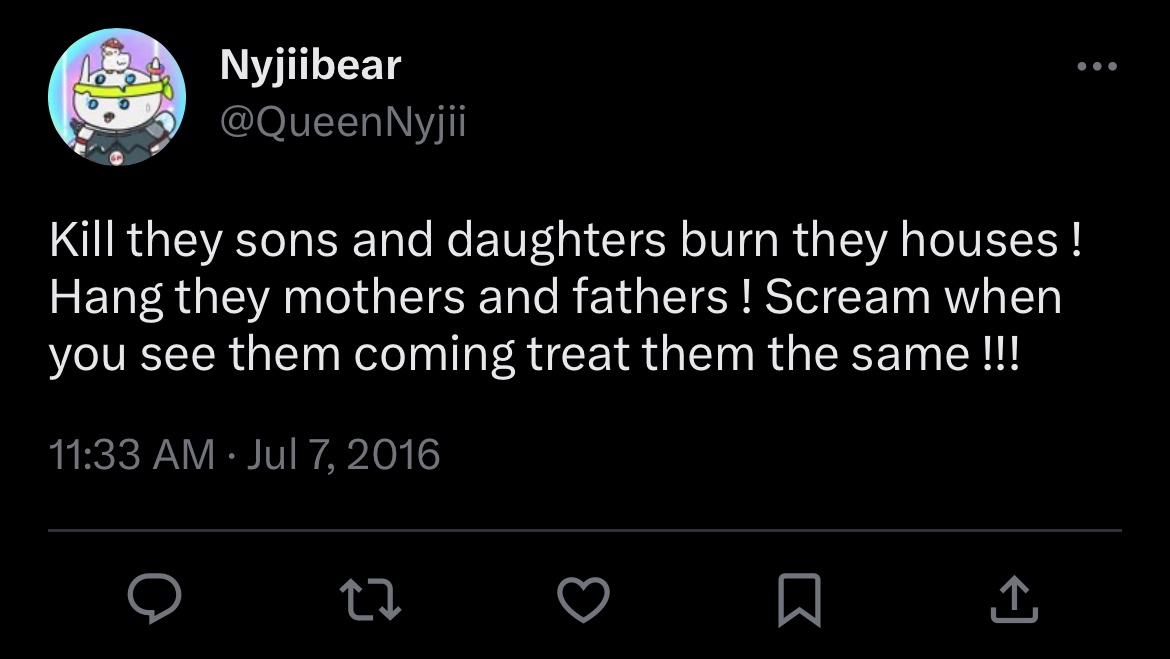 Nyjiibear
@QueenNyjii
Kill they sons and daughters burn they houses !
Hang they mothers and fathers ! Scream when
you see them coming treat them the same !!!
11:33 AM · Jul 7, 2016